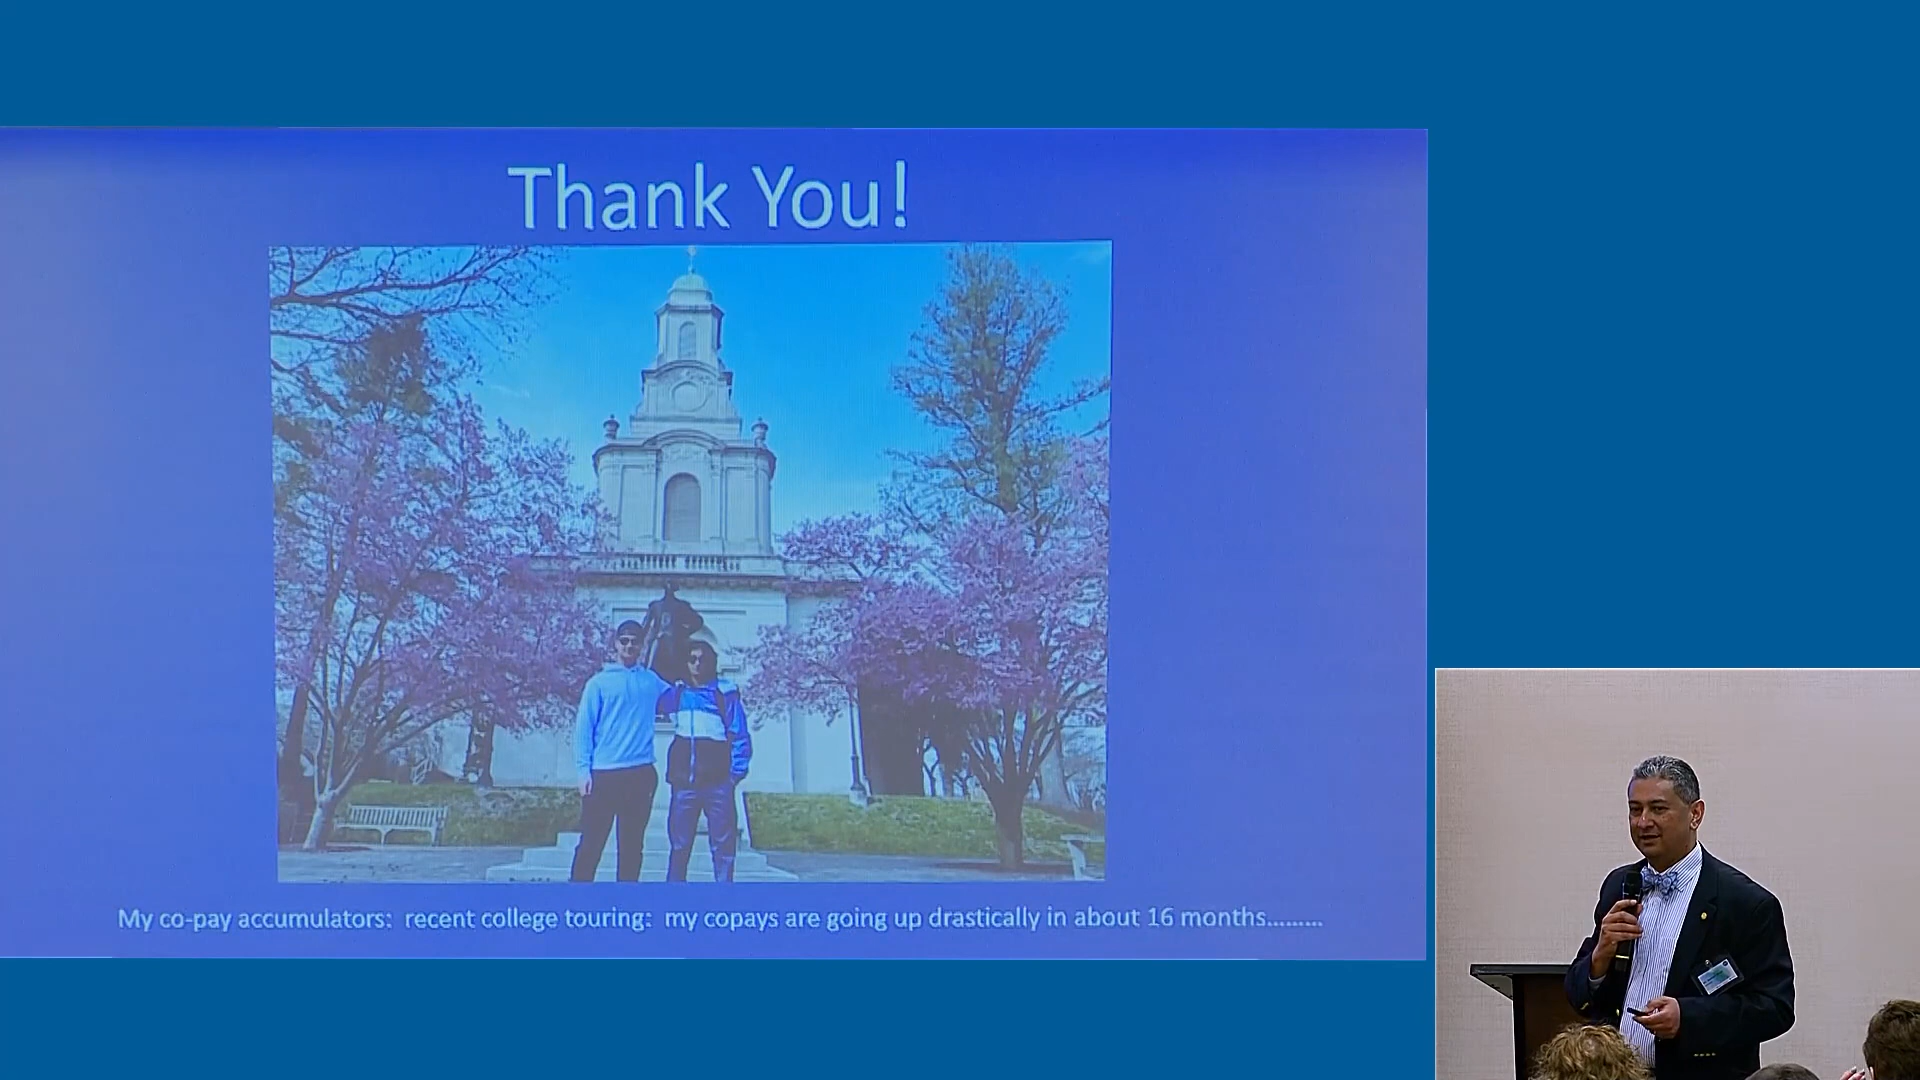 Thank You!
My co-pay accumulators:  recent college touring:  my copays are going up drastically in about 16 months………